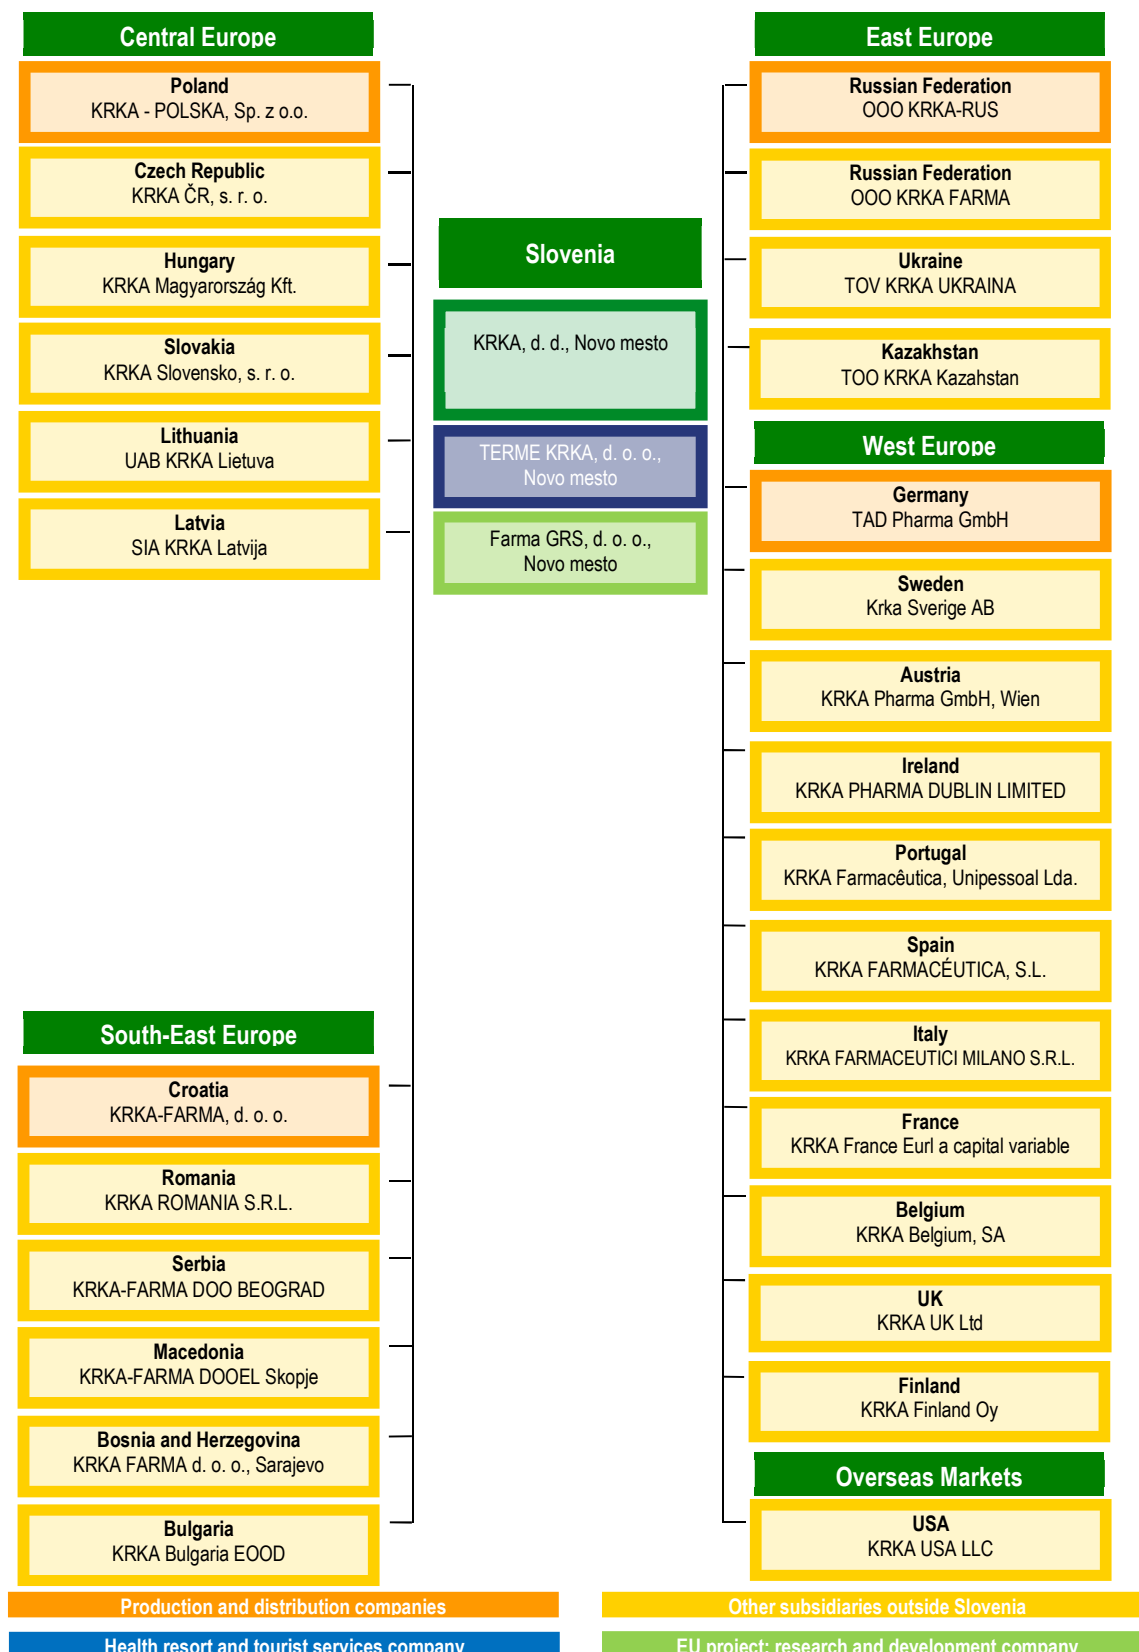 Central Europe
Poland
KRKA - POLSKA, Sp. z o.o.
Czech Republic
KRKA ČR, s. r. o.
Hungary
KRKA Magyarország Kft.
Slovakia
KRKA Slovensko, s. r. o.
Lithuania
UAB KRKA Lietuva
Latvia
SIA KRKA Latvija
South-East Europe
Croatia
KRKA-FARMA, d. o. o.
Romania
KRKA ROMANIA S.R.L.
Serbia
KRKA-FARMA DOO BEOGRAD
Macedonia
KRKA-FARMA DOOEL Skopje
Bosnia and Herzegovina
KRKA FARMA d. o. o., Sarajevo
Bulgaria
KRKA Bulgaria EOOD
Slovenia
KRKA, d. d., Novo mesto
TERME KRKA, d. o. o.,
Novo mesto
Farma GRS, d. o. o.,
Novo mesto
East Europe
Russian Federation
OOO KRKA-RUS
Russian Federation
OOO KRKA FARMA
Ukraine
TOV KRKA UKRAINA
Kazakhstan
TOO KRKA Kazahstan
West Europe
Germany
TAD Pharma GmbH
Sweden
Krka Sverige AB
Austria
KRKA Pharma GmbH, Wien
Ireland
KRKA PHARMA DUBLIN LIMITED
Portugal
KRKA Farmacêutica, Unipessoal Lda.
Spain
KRKA FARMACÉUTICA, S.L.
Italy
KRKA FARMACEUTICI MILANO S.R.L.
France
KRKA France Eurl a capital variable
Belgium
KRKA Belgium, SA
UK
KRKA UK Ltd
Finland
KRKA Finland Oy
Overseas Markets
USA
KRKA USA LLC
Production and distribution companies
Other subsidiaries outside Slovenia
Health resort and tourist services company
EU project: research and development company